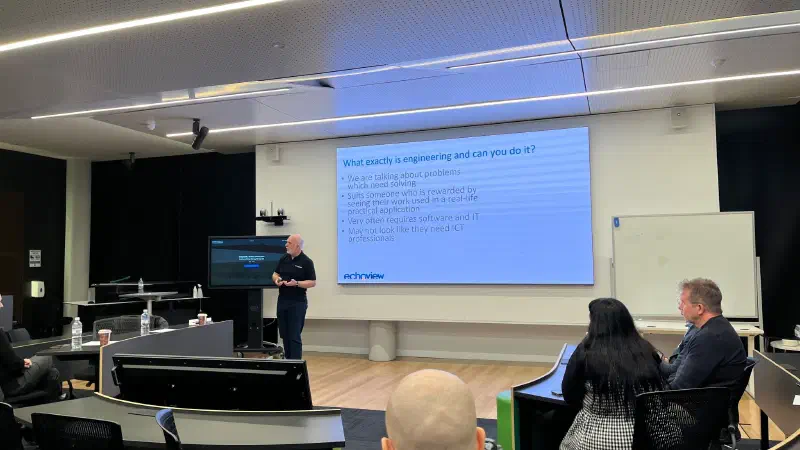 What exactly is engineering and can you do it?
• We are talking about problems
which need solving
• Suits someone who is rewarded by
seeing their work used in a real-life
practical application
• Very often requires software and IT
• May not look like they need ICT
professionals
echoview